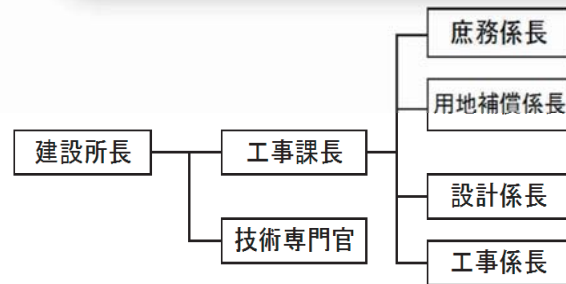 庶務係長
用地補償係長
建設所長
工事課長
設計係長
技術専門官
工事係長